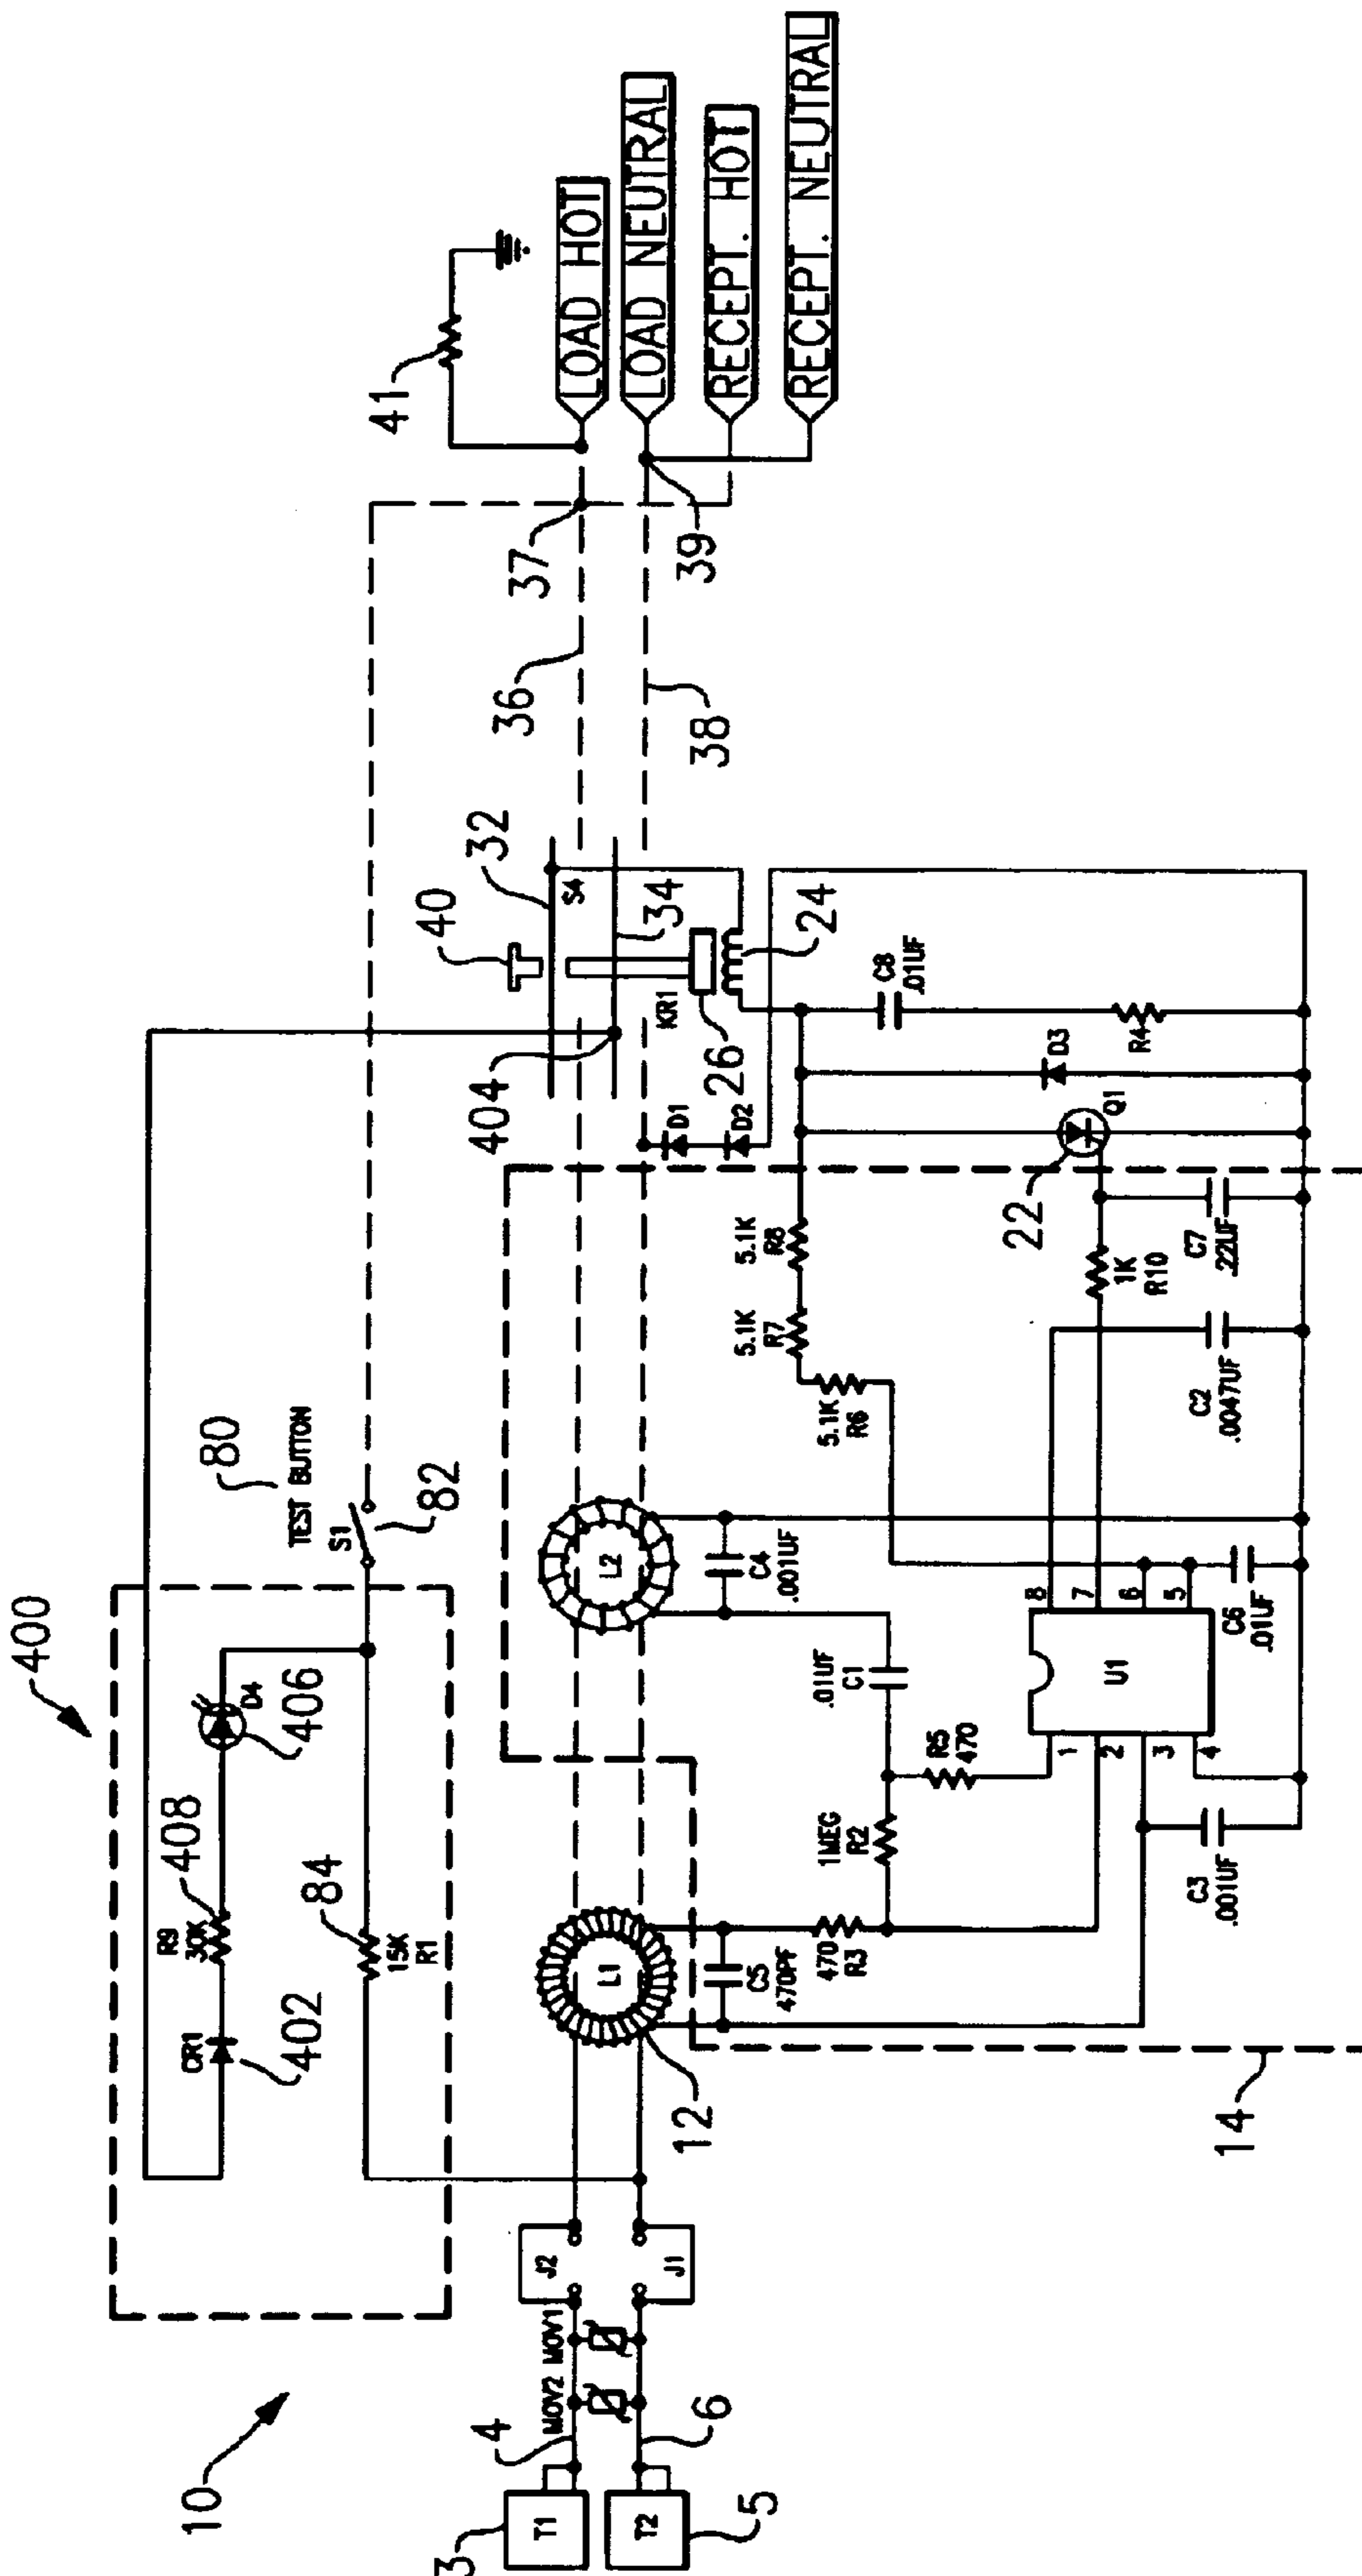 10
400
3
T1
4
MOV2
MOV1
J2
5
T2
6
J1
CR1
402
R9
30K
408
D4
406
84
15K
R1
S1
TEST BUTTON
80
82
L1
12
L2
14
C5
470PF
470
R3
1MEG
R2
.01UF
C1
R5
470
C4
.001UF
C3
.001UF
U1
1
2
3
4
8
7
6
5
C6
.01UF
5.1K
R6
5.1K
R7
5.1K
R8
1K
R10
C2
.0047UF
C7
.22UF
22
Q1
D3
R4
C8
.01UF
D1
D2
404
40
32
S4
34
KR1
26
24
36
38
37
39
41
LOAD HOT
LOAD NEUTRAL
RECEPT. HOT
RECEPT. NEUTRAL